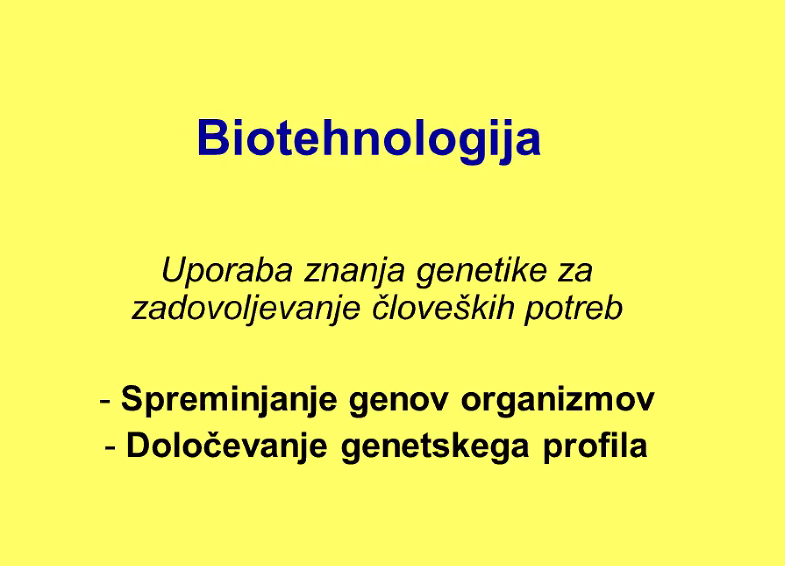 Biotehnologija
Uporaba znanja genetike za
zadovoljevanje človeških potreb
- Spreminjanje genov organizmov
- Določevanje genetskega profila